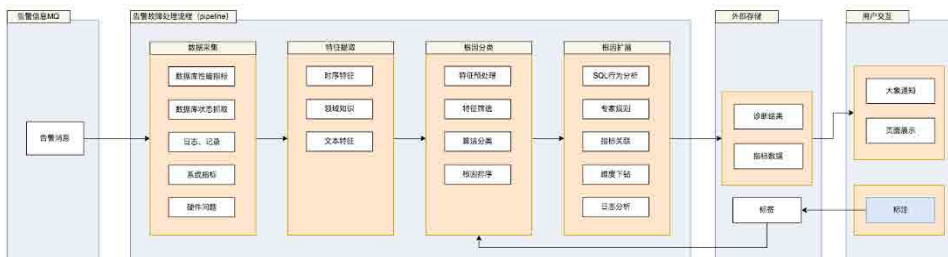 告警信息MQ
告警消息
告警故障处理流程（pipeline）
数据采集
数据库性能指标
数据库状态抓取
日志、记录
系统指标
硬件问题
特征提取
时序特征
领域知识
文本特征
根因分类
特征预处理
特征筛选
算法分类
根因排序
根因扩展
SQL行为分析
专家规则
指标关联
维度下钻
日志分析
外部存储
诊断结果
指标数据
标签
用户交互
大象通知
页面展示
标注